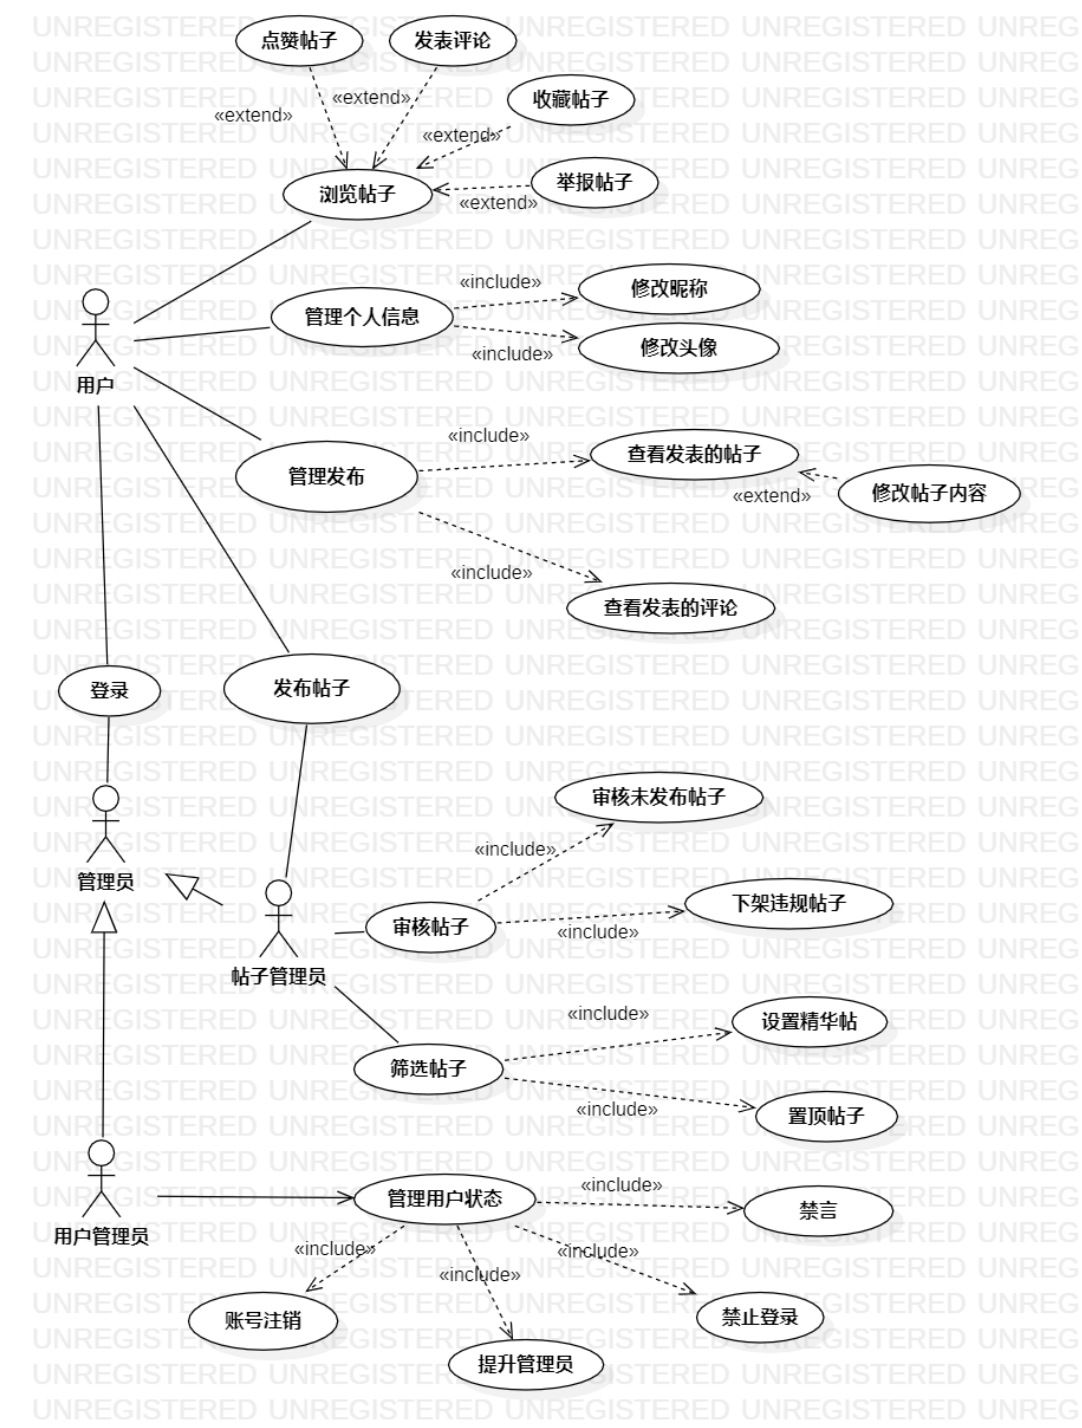 点赞帖子
发表评论
«extend»
«extend»
收藏帖子
«extend»
举报帖子
浏览帖子
«extend»
«include»
修改昵称
管理个人信息
修改头像
«include»
用户
«include»
查看发表的帖子
管理发布
«extend»
修改帖子内容
«include»
查看发表的评论
登录
发布帖子
审核未发布帖子
«include»
管理员
下架违规帖子
审核帖子
«include»
帖子管理员
«include»
设置精华帖
筛选帖子
«include»
置顶帖子
«include»
管理用户状态
禁言
用户管理员
«include»
«include»
«include»
账号注销
禁止登录
提升管理员
UNREGISTERED UNREGISTERED UNREGISTERED UNREGISTERED UNREG